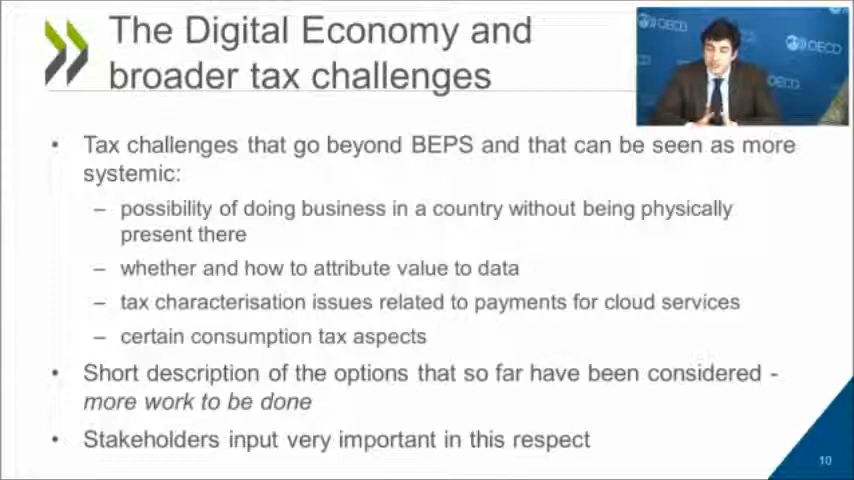 The Digital Economy and
broader tax challenges
OECD
OECD
OECD
• Tax challenges that go beyond BEPS and that can be seen as more
systemic:
– possibility of doing business in a country without being physically
present there
– whether and how to attribute value to data
– tax characterisation issues related to payments for cloud services
– certain consumption tax aspects
• Short description of the options that so far have been considered -
more work to be done
• Stakeholders input very important in this respect
10